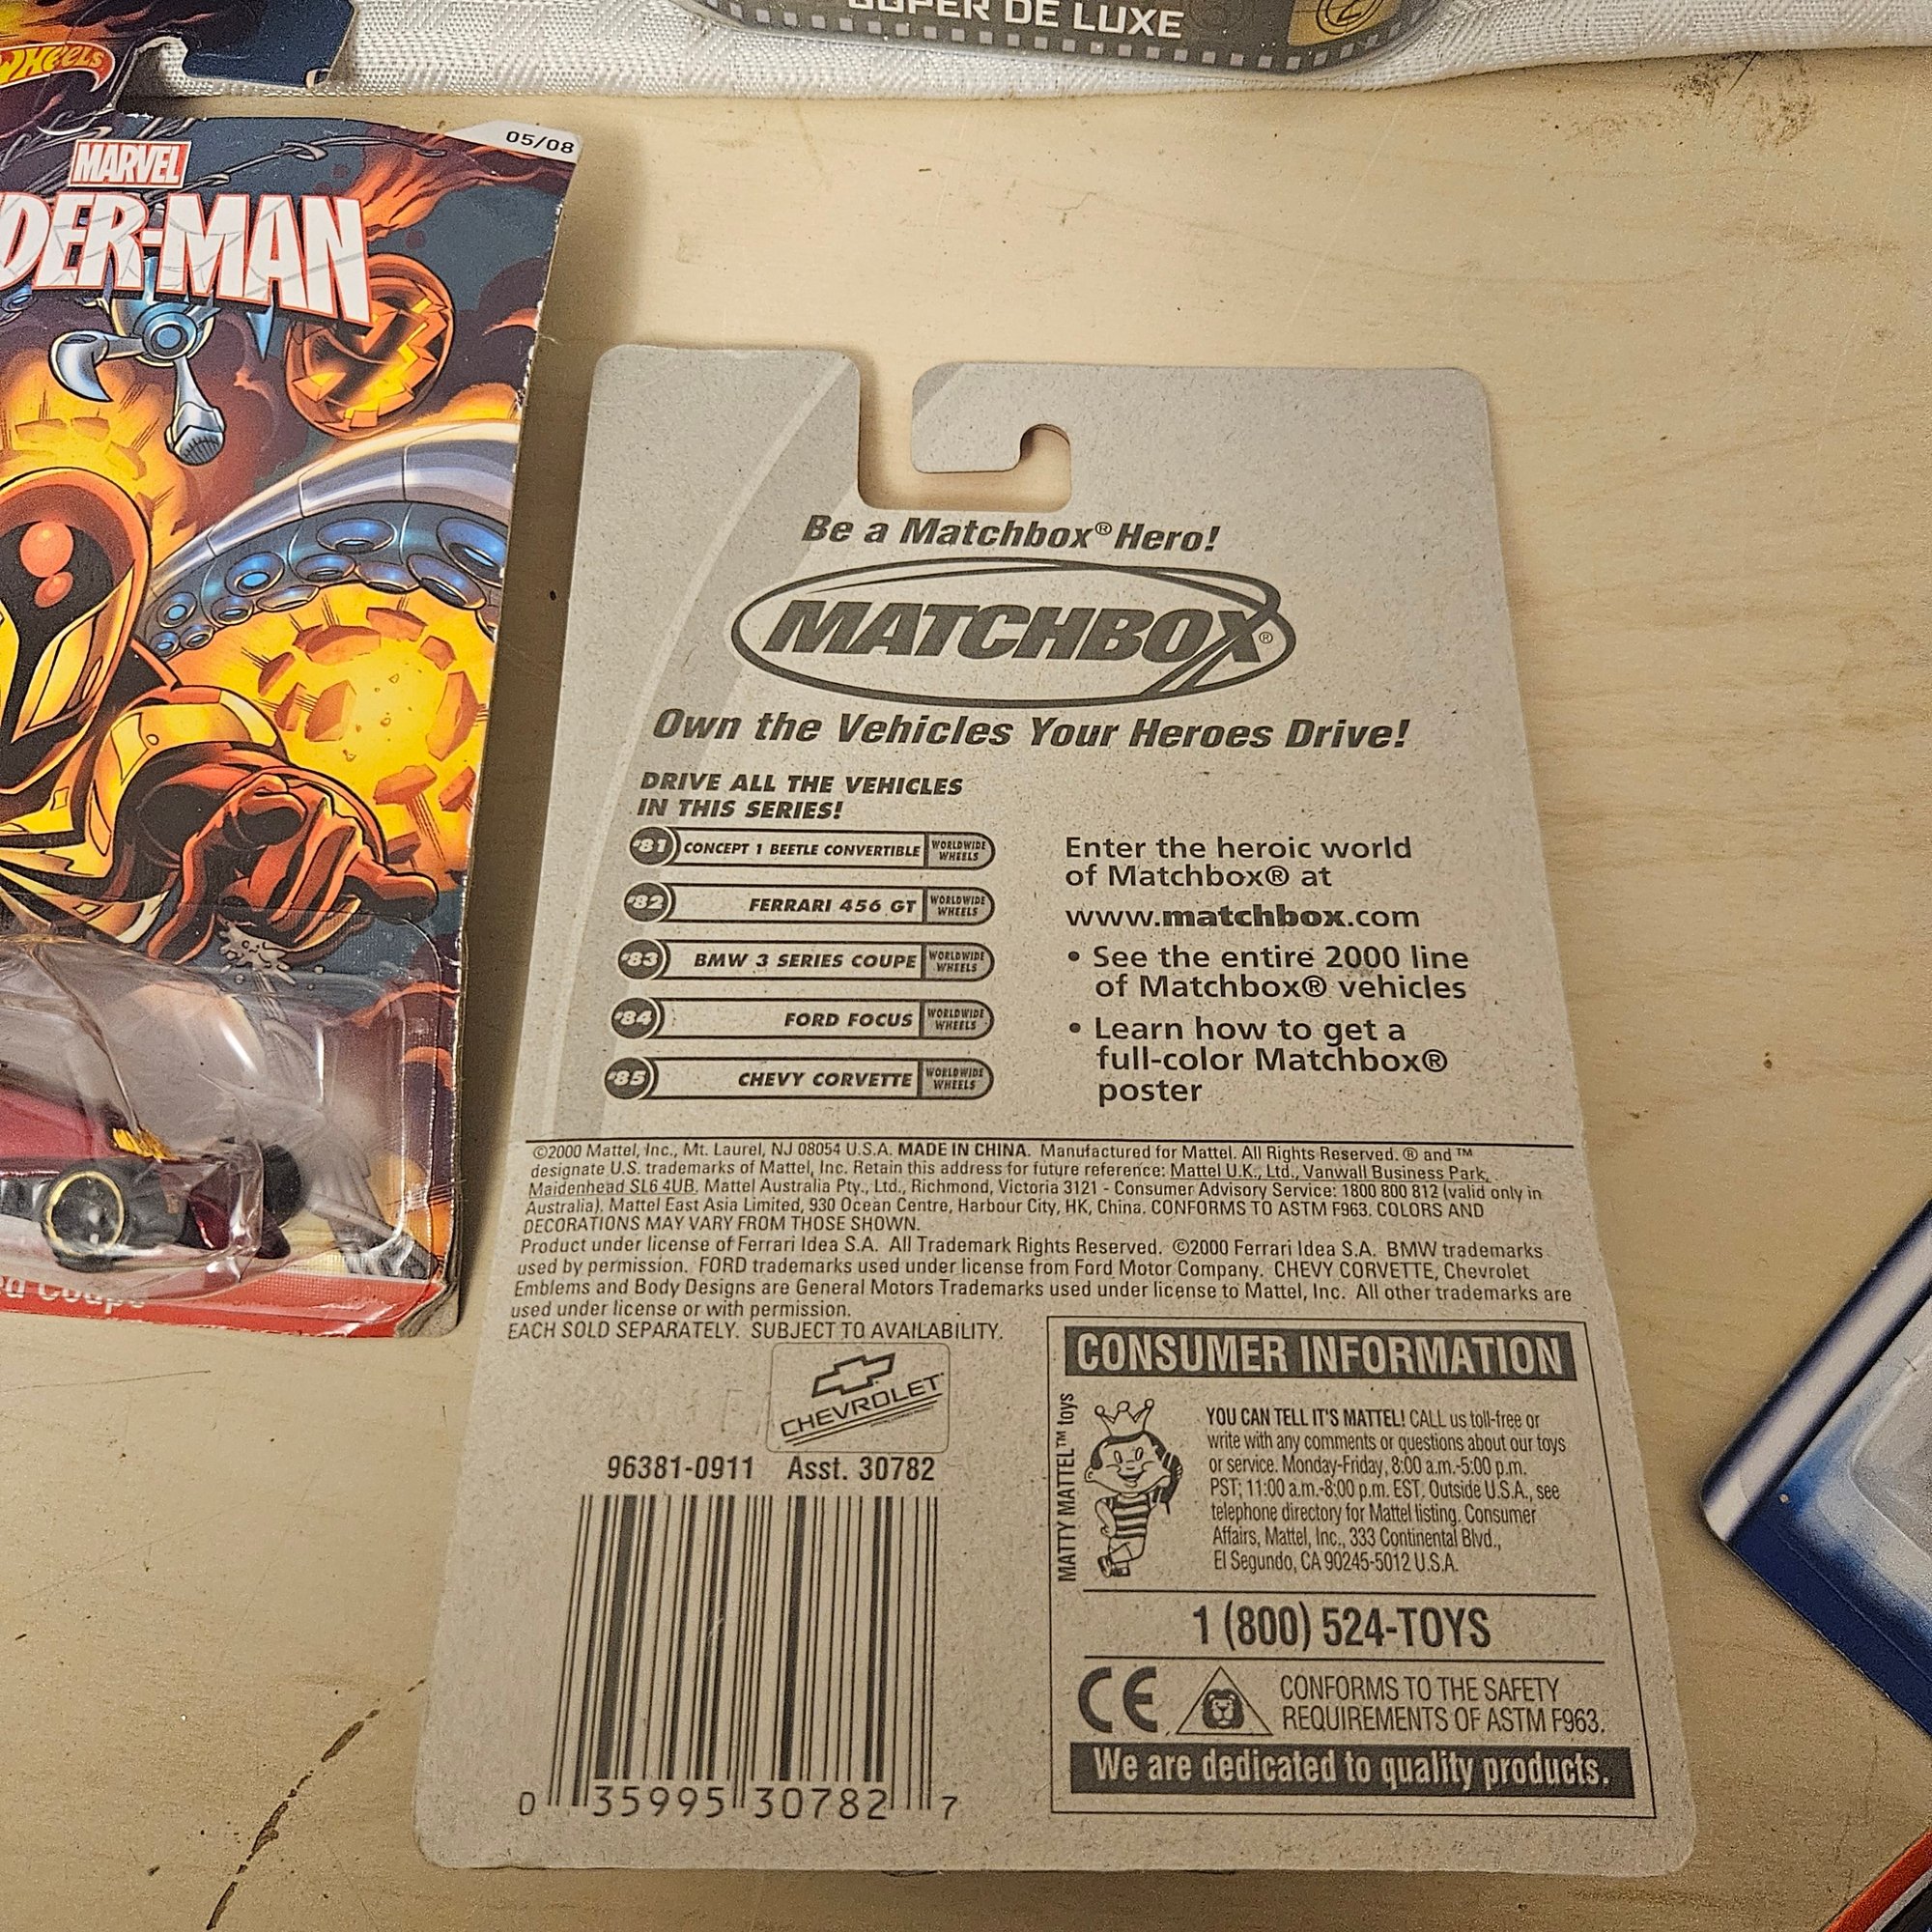 SUPER DE LUXE
WHEELS
05/08
MARVEL
DER-MAN
Coupe
Be a Matchbox® Hero!
MATCHBOX®
Own the Vehicles Your Heroes Drive!
DRIVE ALL THE VEHICLES
IN THIS SERIES!
#81 CONCEPT 1 BEETLE CONVERTIBLE WORLDWIDE WHEELS
#82 FERRARI 456 GT WORLDWIDE WHEELS
#83 BMW 3 SERIES COUPE WORLDWIDE WHEELS
#84 FORD FOCUS WORLDWIDE WHEELS
#85 CHEVY CORVETTE WORLDWIDE WHEELS
Enter the heroic world
of Matchbox® at
www.matchbox.com
• See the entire 2000 line
of Matchbox® vehicles
• Learn how to get a
full-color Matchbox®
poster
©2000 Mattel, Inc., Mt. Laurel, NJ 08054 U.S.A. MADE IN CHINA. Manufactured for Mattel. All Rights Reserved. ® and ™
designate U.S. trademarks of Mattel, Inc. Retain this address for future reference: Mattel U.K., Ltd., Vanwall Business Park,
Maidenhead SL6 4UB. Mattel Australia Pty., Ltd., Richmond, Victoria 3121 - Consumer Advisory Service: 1800 800 812 (valid only in
Australia). Mattel East Asia Limited, 930 Ocean Centre, Harbour City, HK, China. CONFORMS TO ASTM F963. COLORS AND
DECORATIONS MAY VARY FROM THOSE SHOWN.
Product under license of Ferrari Idea S.A. All Trademark Rights Reserved. ©2000 Ferrari Idea S.A. BMW trademarks
used by permission. FORD trademarks used under license from Ford Motor Company. CHEVY CORVETTE, Chevrolet
Emblems and Body Designs are General Motors Trademarks used under license to Mattel, Inc. All other trademarks are
used under license or with permission.
EACH SOLD SEPARATELY. SUBJECT TO AVAILABILITY.
CHEVROLET
96381-0911 Asst. 30782
0 35995 30782 7
CONSUMER INFORMATION
MATTY MATTEL™ toys
YOU CAN TELL IT'S MATTEL! CALL us toll-free or
write with any comments or questions about our toys
or service. Monday-Friday, 8:00 a.m.-5:00 p.m.
PST; 11:00 a.m.-8:00 p.m. EST. Outside U.S.A., see
telephone directory for Mattel listing. Consumer
Affairs, Mattel, Inc., 333 Continental Blvd.,
El Segundo, CA 90245-5012 U.S.A.
1 (800) 524-TOYS
CE
CONFORMS TO THE SAFETY
REQUIREMENTS OF ASTM F963.
We are dedicated to quality products.